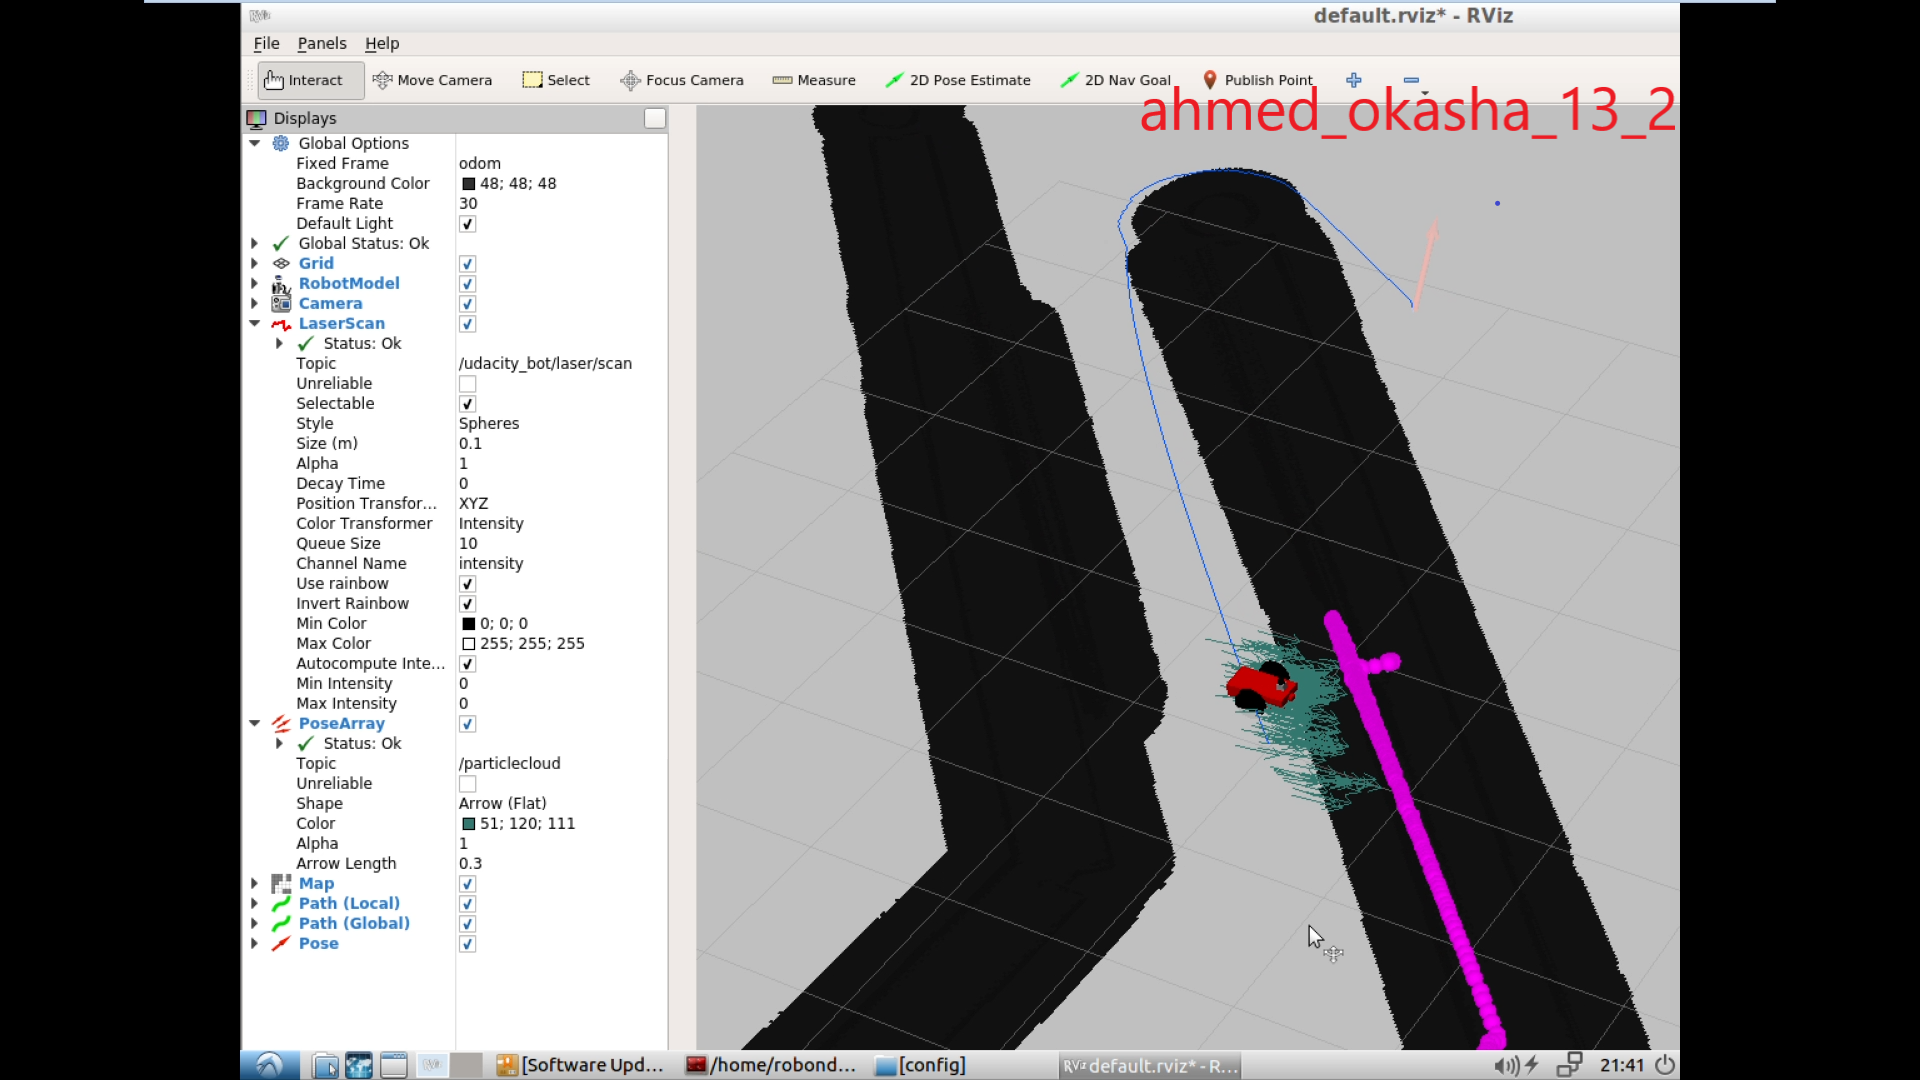 default.rviz* - RViz
File Panels Help
Interact Move Camera Select Focus Camera Measure 2D Pose Estimate 2D Nav Goal Publish Point
ahmed_okasha_13_2
Displays
Global Options
Fixed Frame odom
Background Color 48; 48; 48
Frame Rate 30
Default Light
Global Status: Ok
Grid
RobotModel
Camera
LaserScan
Status: Ok
Topic /udacity_bot/laser/scan
Unreliable
Selectable
Style Spheres
Size (m) 0.1
Alpha 1
Decay Time 0
Position Transfor... XYZ
Color Transformer Intensity
Queue Size 10
Channel Name intensity
Use rainbow
Invert Rainbow
Min Color 0; 0; 0
Max Color 255; 255; 255
Autocompute Inte...
Min Intensity 0
Max Intensity 0
PoseArray
Status: Ok
Topic /particlecloud
Unreliable
Shape Arrow (Flat)
Color 51; 120; 111
Alpha 1
Arrow Length 0.3
Map
Path (Local)
Path (Global)
Pose
[Software Upd... /home/robond... [config] RViz default.rviz* - R... 21:41